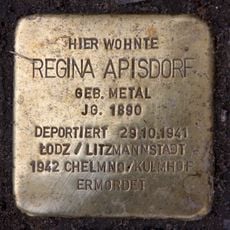 HIER WOHNTE
REGINA APISDORF
GEB. METAL
JG. 1890
DEPORTIERT 29.10.1941
ŁODZ / LITZMANNSTADT
1942 CHELMNO / KULMHOF
ERMORDET